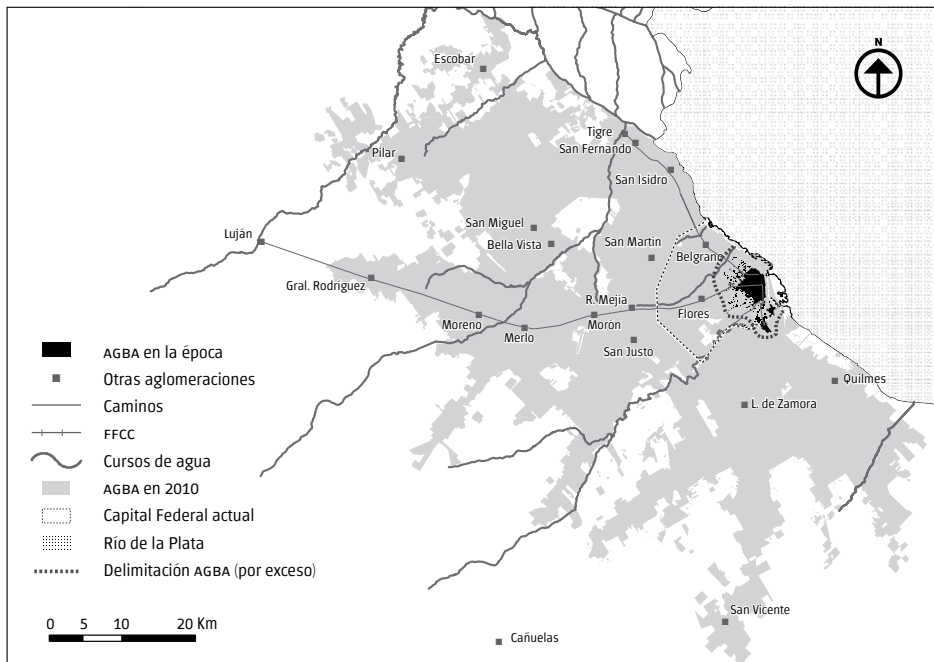 N
Escobar
Tigre
San Fernando
Pilar
San Isidro
San Miguel
Luján
San Martín
Bella Vista
Belgrano
Gral. Rodríguez
R. Mejia
Flores
Moreno
Morón
Merlo
San Justo
Quilmes
L. de Zamora
San Vicente
Cañuelas
AGBA en la época
Otras aglomeraciones
Caminos
FFCC
Cursos de agua
AGBA en 2010
Capital Federal actual
Río de la Plata
Delimitación AGBA (por exceso)
0 5 10 20 Km